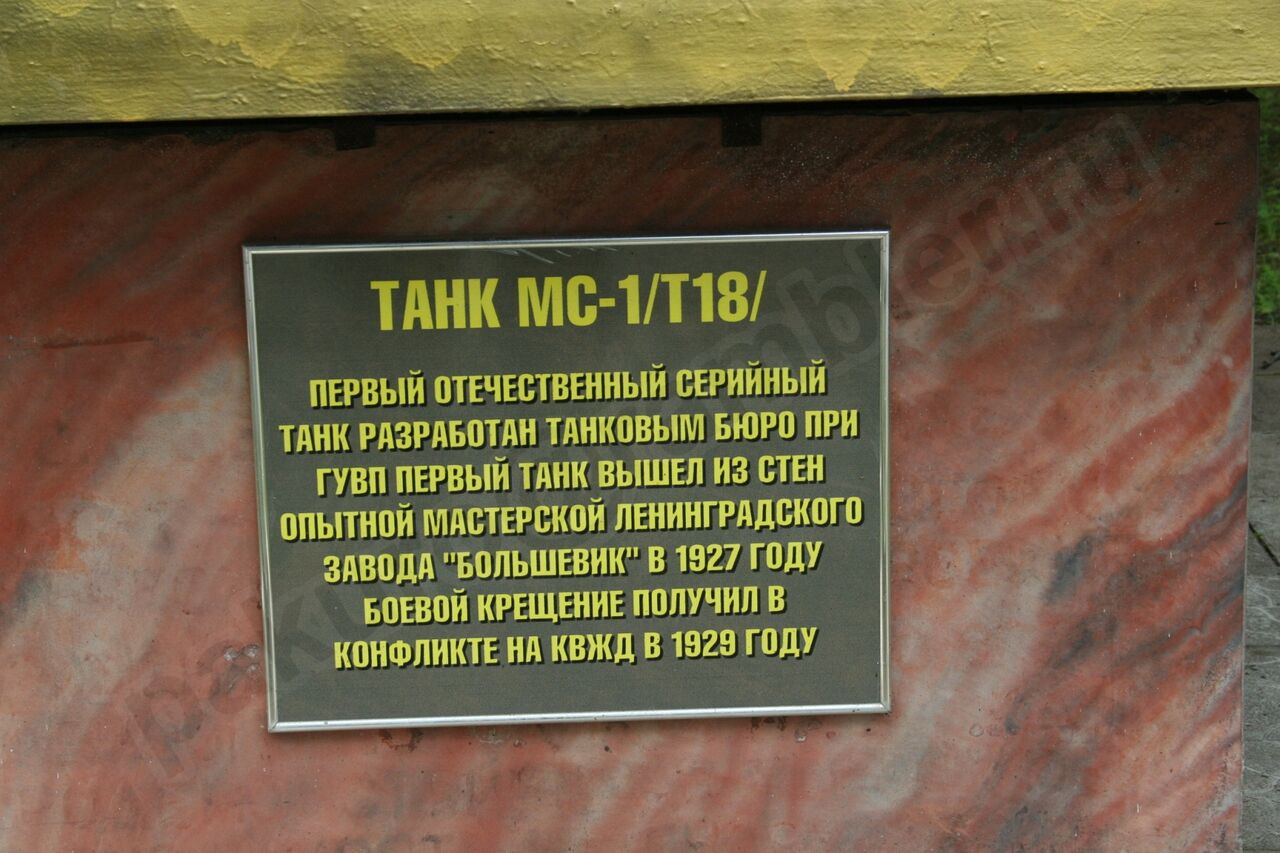 ТАНК МС-1/Т18/
ПЕРВЫЙ ОТЕЧЕСТВЕННЫЙ СЕРИЙНЫЙ
ТАНК РАЗРАБОТАН ТАНКОВЫМ БЮРО ПРИ
ГУВП ПЕРВЫЙ ТАНК ВЫШЕЛ ИЗ СТЕН
ОПЫТНОЙ МАСТЕРСКОЙ ЛЕНИНГРАДСКОГО
ЗАВОДА "БОЛЬШЕВИК" В 1927 ГОДУ
БОЕВОЙ КРЕЩЕНИЕ ПОЛУЧИЛ В
КОНФЛИКТЕ НА КВЖД В 1929 ГОДУ